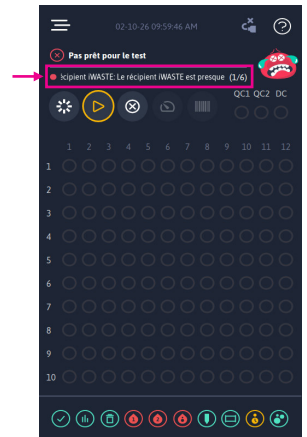 02-10-26 09:59:46 AM
Pas prêt pour le test
écipient iWASTE: Le récipient iWASTE est presque (1/6)
QC1 QC2 DC
1 2 3 4 5 6 7 8 9 10 11 12
1
2
3
4
5
6
7
8
9
10